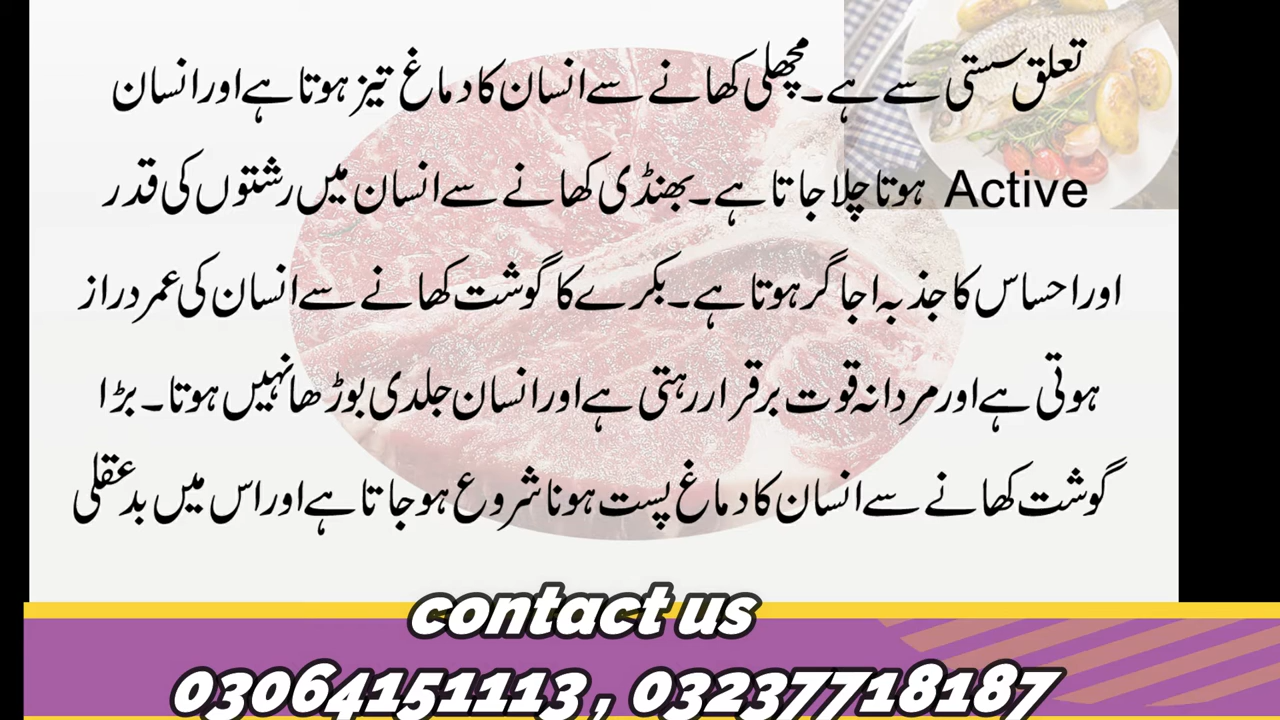 تعلق سستی سے ہے۔ مچھلی کھانے سے انسان کا دماغ تیز ہوتا ہے اور انسان
Active ہوتا چلا جاتا ہے۔ بھنڈی کھانے سے انسان میں رشتوں کی قدر
اور احساس کا جذبہ اجاگر ہوتا ہے۔ بکرے کا گوشت کھانے سے انسان کی عمر دراز
ہوتی ہے اور مردانہ قوت برقرار رہتی ہے اور انسان جلدی بوڑھا نہیں ہوتا۔ بڑا
گوشت کھانے سے انسان کا دماغ پست ہونا شروع ہو جاتا ہے اور اس میں بدعقلی
contact us
03064151113 , 03237718187